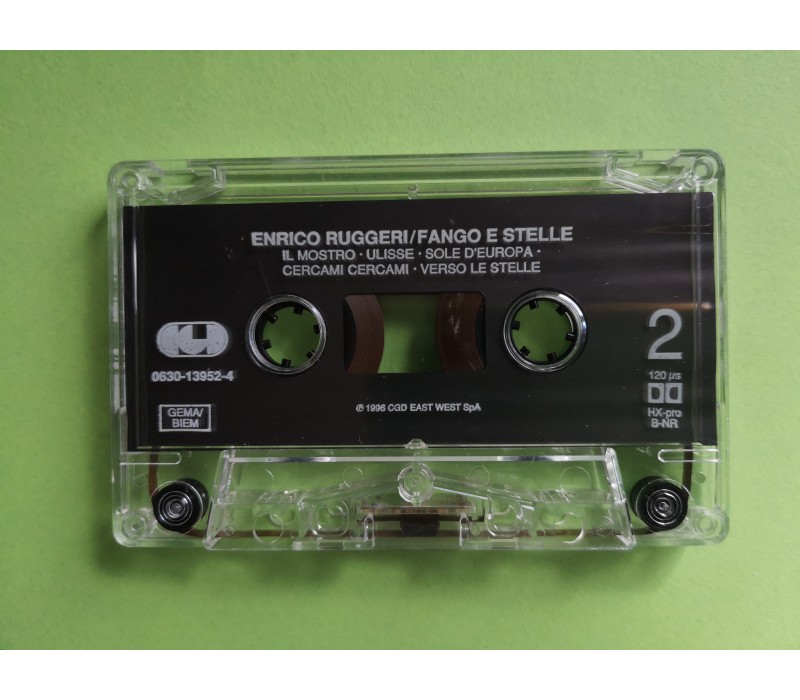 ENRICO RUGGERI/FANGO E STELLE
IL MOSTRO · ULISSE · SOLE D'EUROPA ·
CERCAMI CERCAMI · VERSO LE STELLE
0630-13952-4
GEMA/
BIEM
℗ 1996 CGD EAST WEST SpA
2
120 µs
HX-pro
B-NR